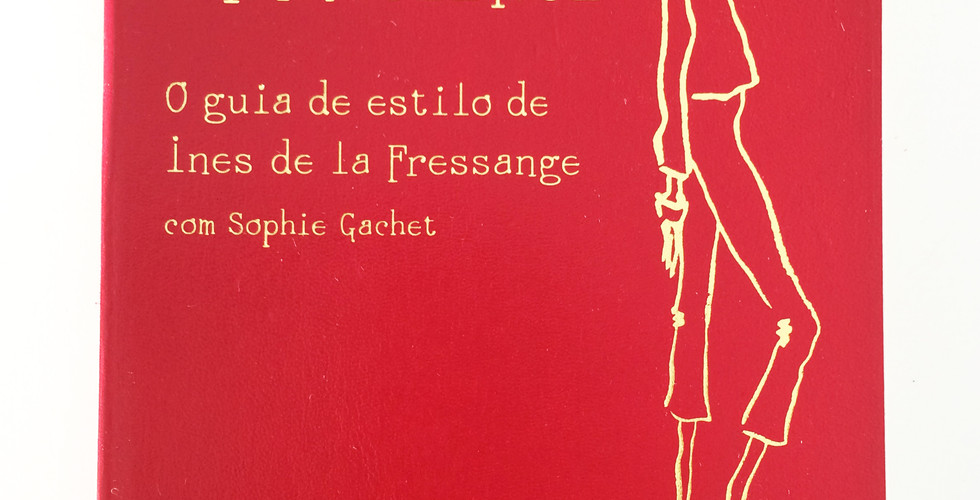 O guia de estilo de
Ines de la Fressange
com Sophie Gachet